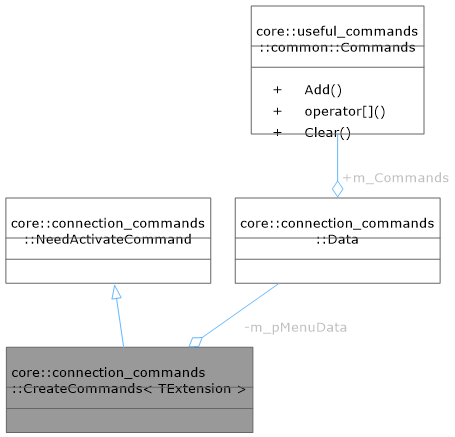 core::useful_commands
::common::Commands
+ Add()
+ operator[]()
+ Clear()
+m_Commands
core::connection_commands
::NeedActivateCommand
core::connection_commands
::Data
-m_pMenuData
core::connection_commands
::CreateCommands< TExtension >